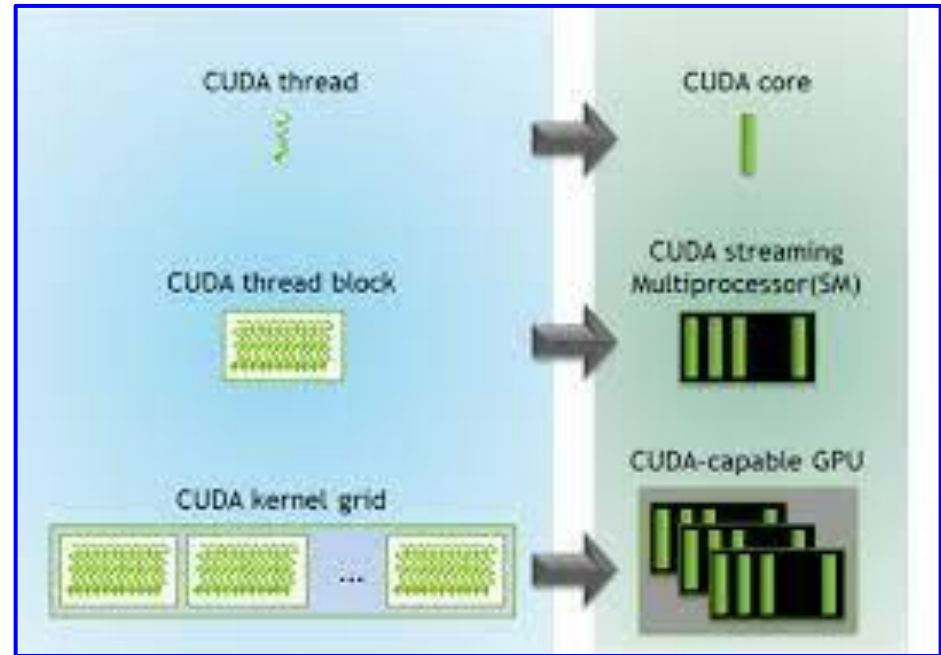 CUDA thread
CUDA core
CUDA thread block
CUDA streaming
Multiprocessor(SM)
CUDA kernel grid
CUDA-capable GPU
...